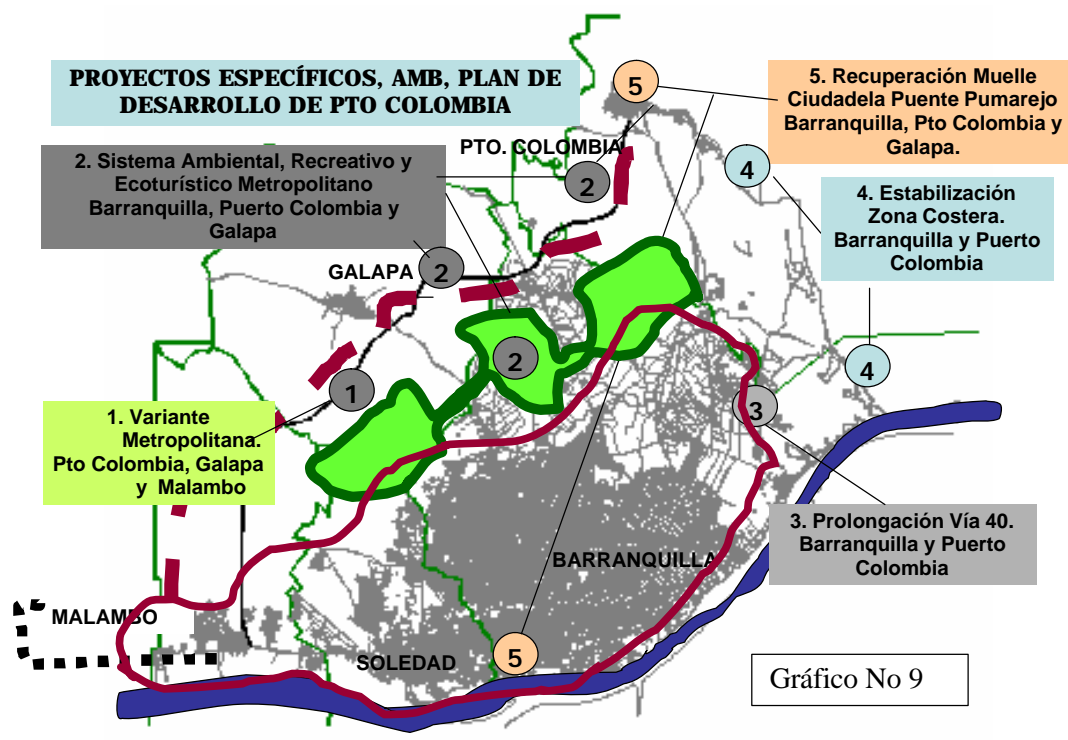 PROYECTOS ESPECÍFICOS, AMB, PLAN DE
DESARROLLO DE PTO COLOMBIA
5
5. Recuperación Muelle
Ciudadela Puente Pumarejo
Barranquilla, Pto Colombia y
Galapa.
2. Sistema Ambiental, Recreativo y
Ecoturístico Metropolitano
Barranquilla, Puerto Colombia y
Galapa
PTO. COLOMBIA
2
4
4. Estabilización
Zona Costera.
Barranquilla y Puerto
Colombia
GALAPA
2
2
4
1
3
1. Variante
Metropolitana.
Pto Colombia, Galapa
y Malambo
3. Prolongación Vía 40.
Barranquilla y Puerto
Colombia
BARRANQUILLA
MALAMBO
SOLEDAD
5
Gráfico No 9